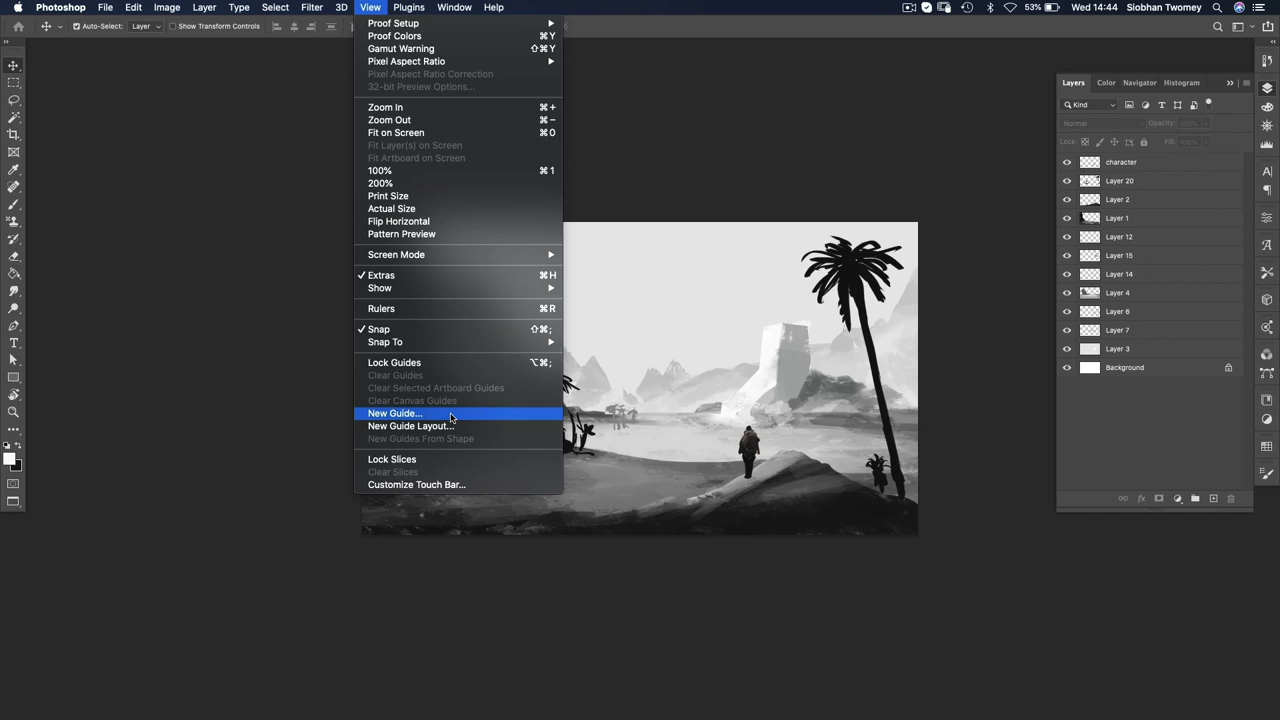 Photoshop File Edit Image Layer Type Select Filter 3D View Plugins Window Help 53% Wed 14:44 Siobhan Twomey
Auto-Select: Layer Show Transform Controls
Proof Setup
Proof Colors ⌘Y
Gamut Warning ⇧⌘Y
Pixel Aspect Ratio
Pixel Aspect Ratio Correction
32-bit Preview Options...
Zoom In ⌘+
Zoom Out ⌘−
Fit on Screen ⌘0
Fit Layer(s) on Screen
Fit Artboard on Screen
100% ⌘1
200%
Print Size
Actual Size
Flip Horizontal
Pattern Preview
Screen Mode
Extras ⌘H
Show
Rulers ⌘R
Snap ⇧⌘;
Snap To
Lock Guides ⌥⌘;
Clear Guides
Clear Selected Artboard Guides
Clear Canvas Guides
New Guide...
New Guide Layout...
New Guides From Shape
Lock Slices
Clear Slices
Customize Touch Bar...
Layers Color Navigator Histogram
Kind
Normal Opacity: 100%
Lock: Fill: 100%
character
Layer 20
Layer 2
Layer 1
Layer 12
Layer 15
Layer 14
Layer 4
Layer 6
Layer 7
Layer 3
Background